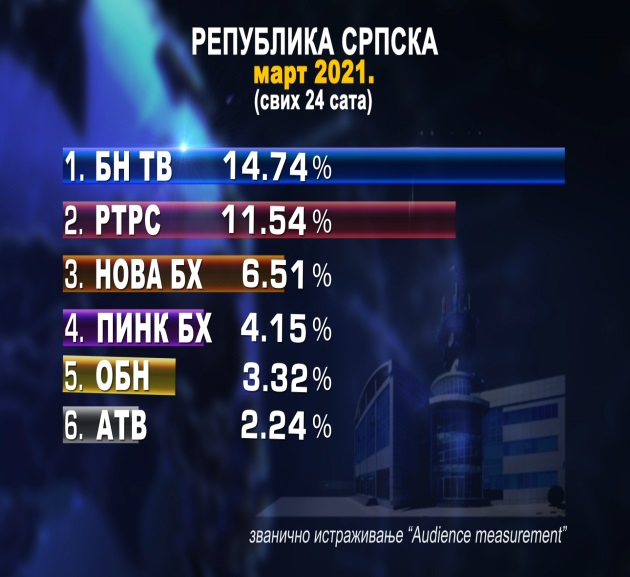 РЕПУБЛИКА СРПСКА
март 2021.
(свих 24 сата)
1. БН ТВ 14.74%
2. РТРС 11.54%
3. НОВА БХ 6.51%
4. ПИНК БХ 4.15%
5. ОБН 3.32%
6. АТВ 2.24%
званично истраживање “Audience measurement”